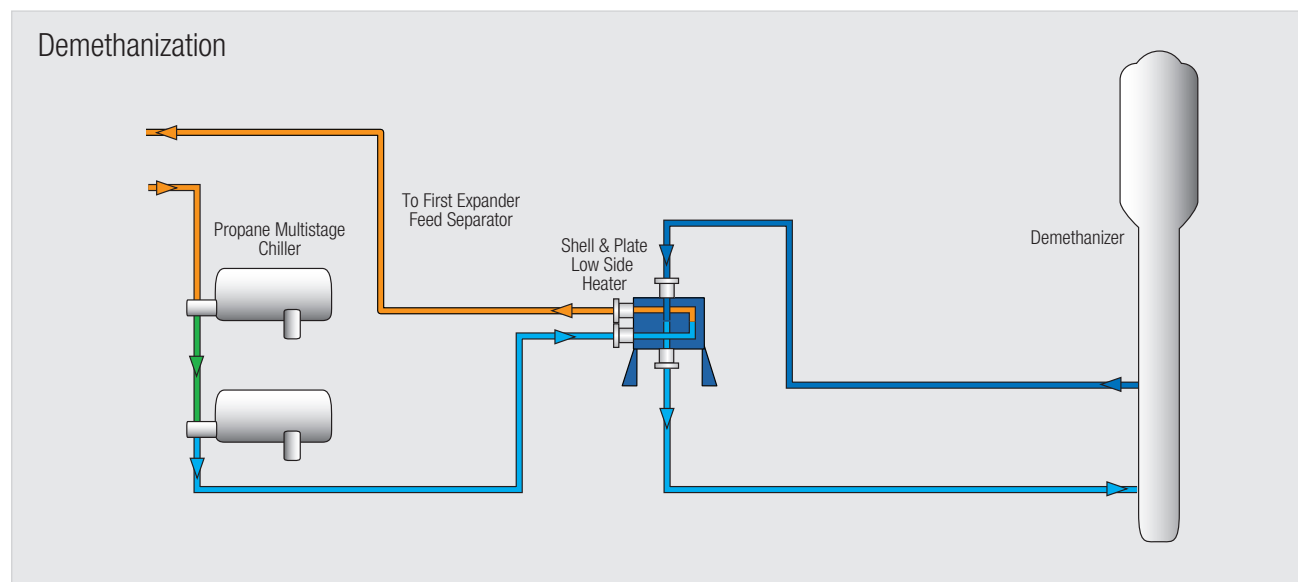 Demethanization
To First Expander
Feed Separator
Propane Multistage
Chiller
Shell & Plate
Low Side
Heater
Demethanizer